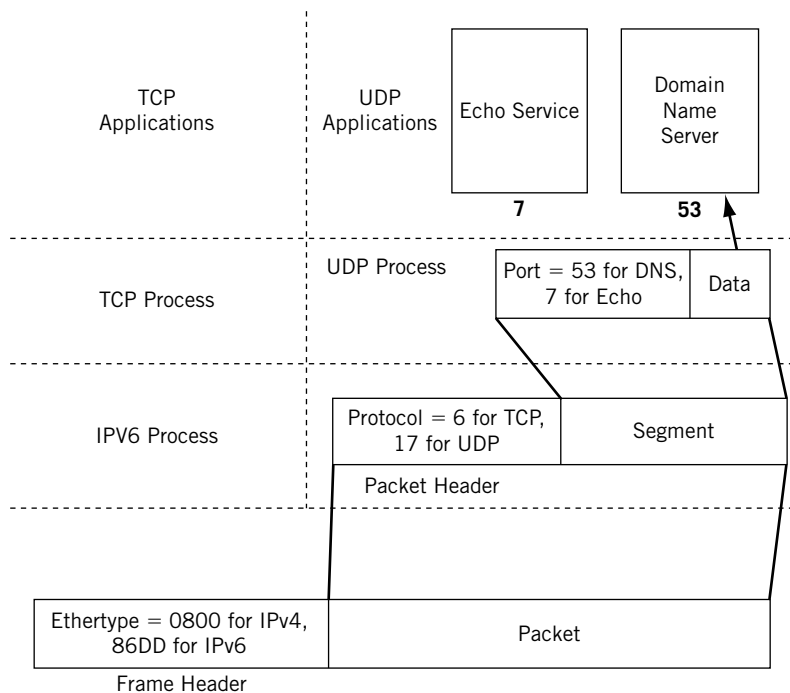 TCP
Applications
UDP
Applications
Echo Service
Domain
Name
Server
7
53
TCP Process
UDP Process
Port = 53 for DNS,
7 for Echo
Data
IPV6 Process
Protocol = 6 for TCP,
17 for UDP
Segment
Packet Header
Ethertype = 0800 for IPv4,
86DD for IPv6
Packet
Frame Header